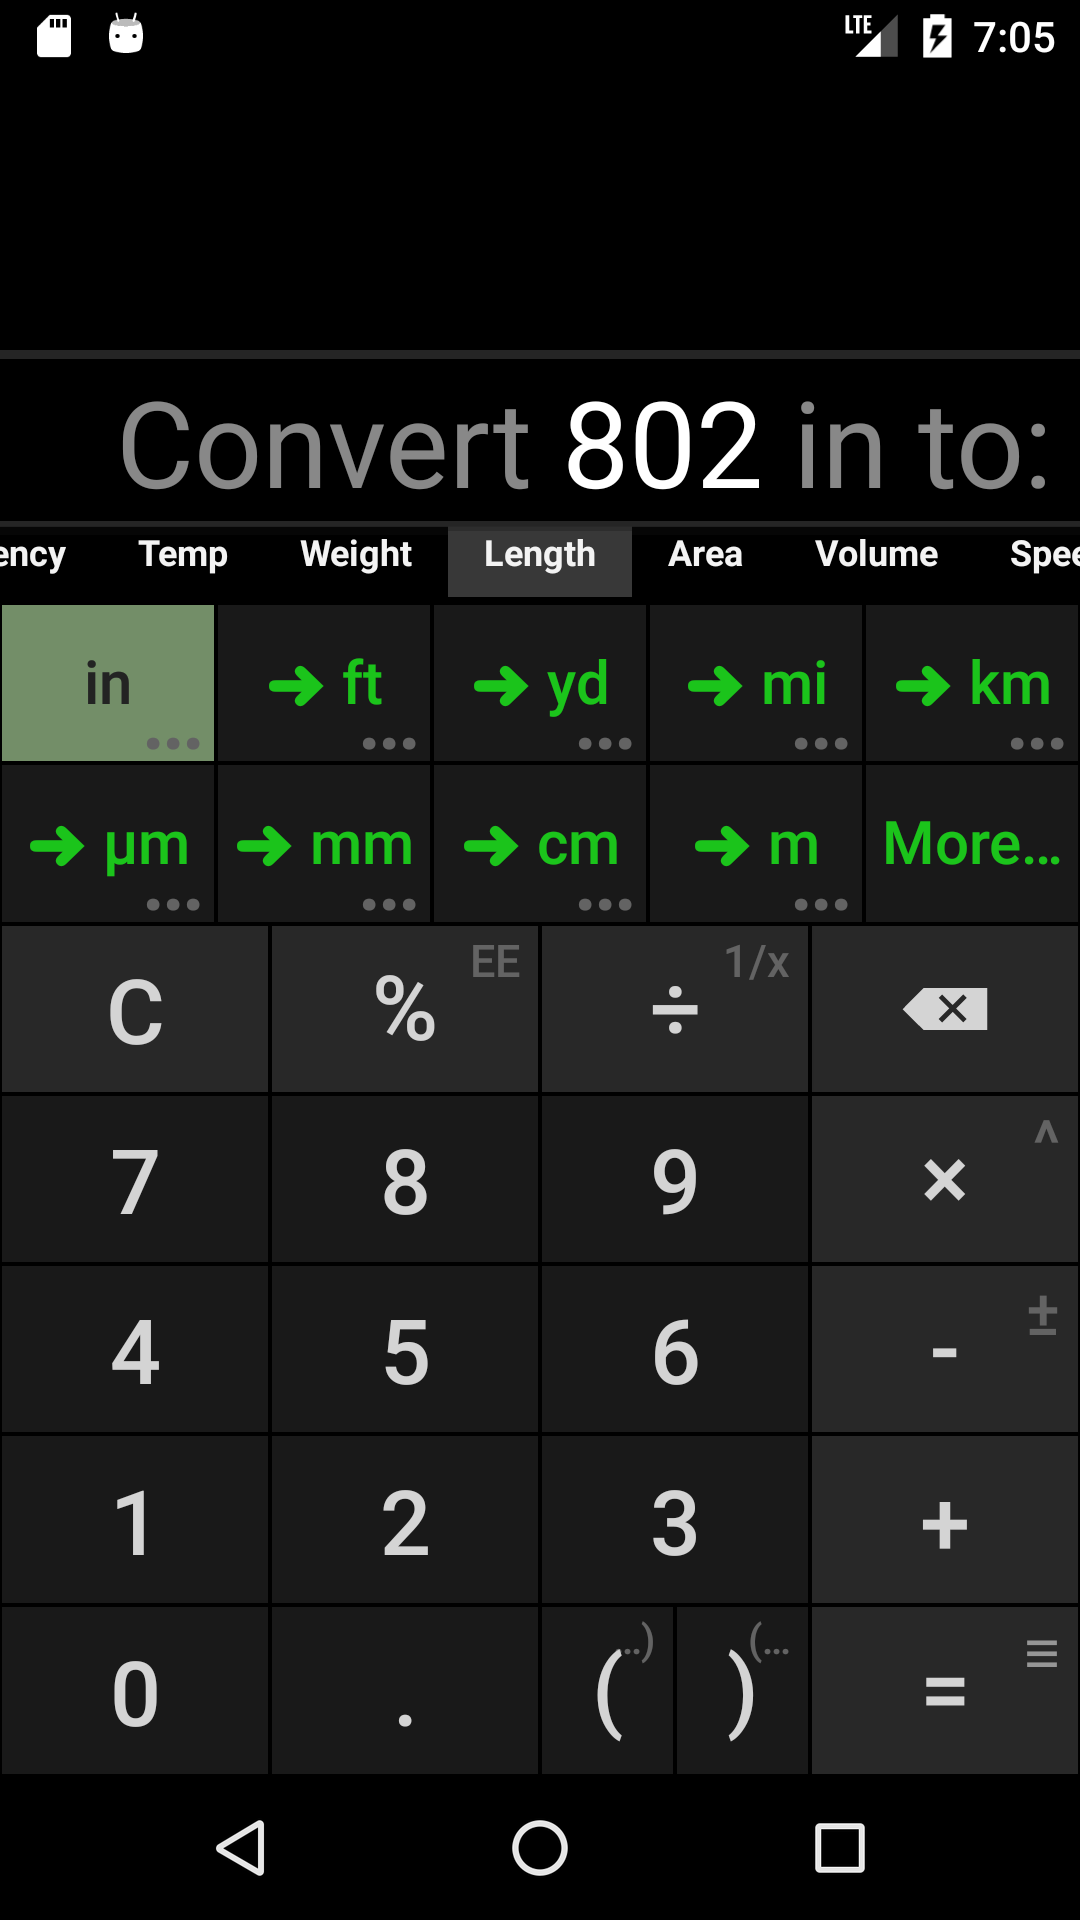 LTE 7:05
Convert 802 in to:
ency Temp Weight Length Area Volume Spee
in ft yd mi km
µm mm cm m More...
C % EE ÷ 1/x
7 8 9 × ^
4 5 6 - ±
1 2 3 +
0 . ( ..) ) (... =